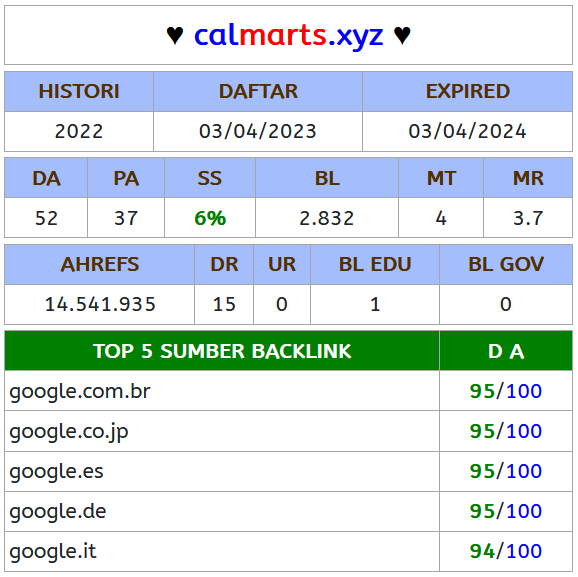 ♥ calmarts.xyz ♥
HISTORI DAFTAR EXPIRED
2022 03/04/2023 03/04/2024
DA PA SS BL MT MR
52 37 6% 2.832 4 3.7
AHREFS DR UR BL EDU BL GOV
14.541.935 15 0 1 0
TOP 5 SUMBER BACKLINK D A
google.com.br 95/100
google.co.jp 95/100
google.es 95/100
google.de 95/100
google.it 94/100